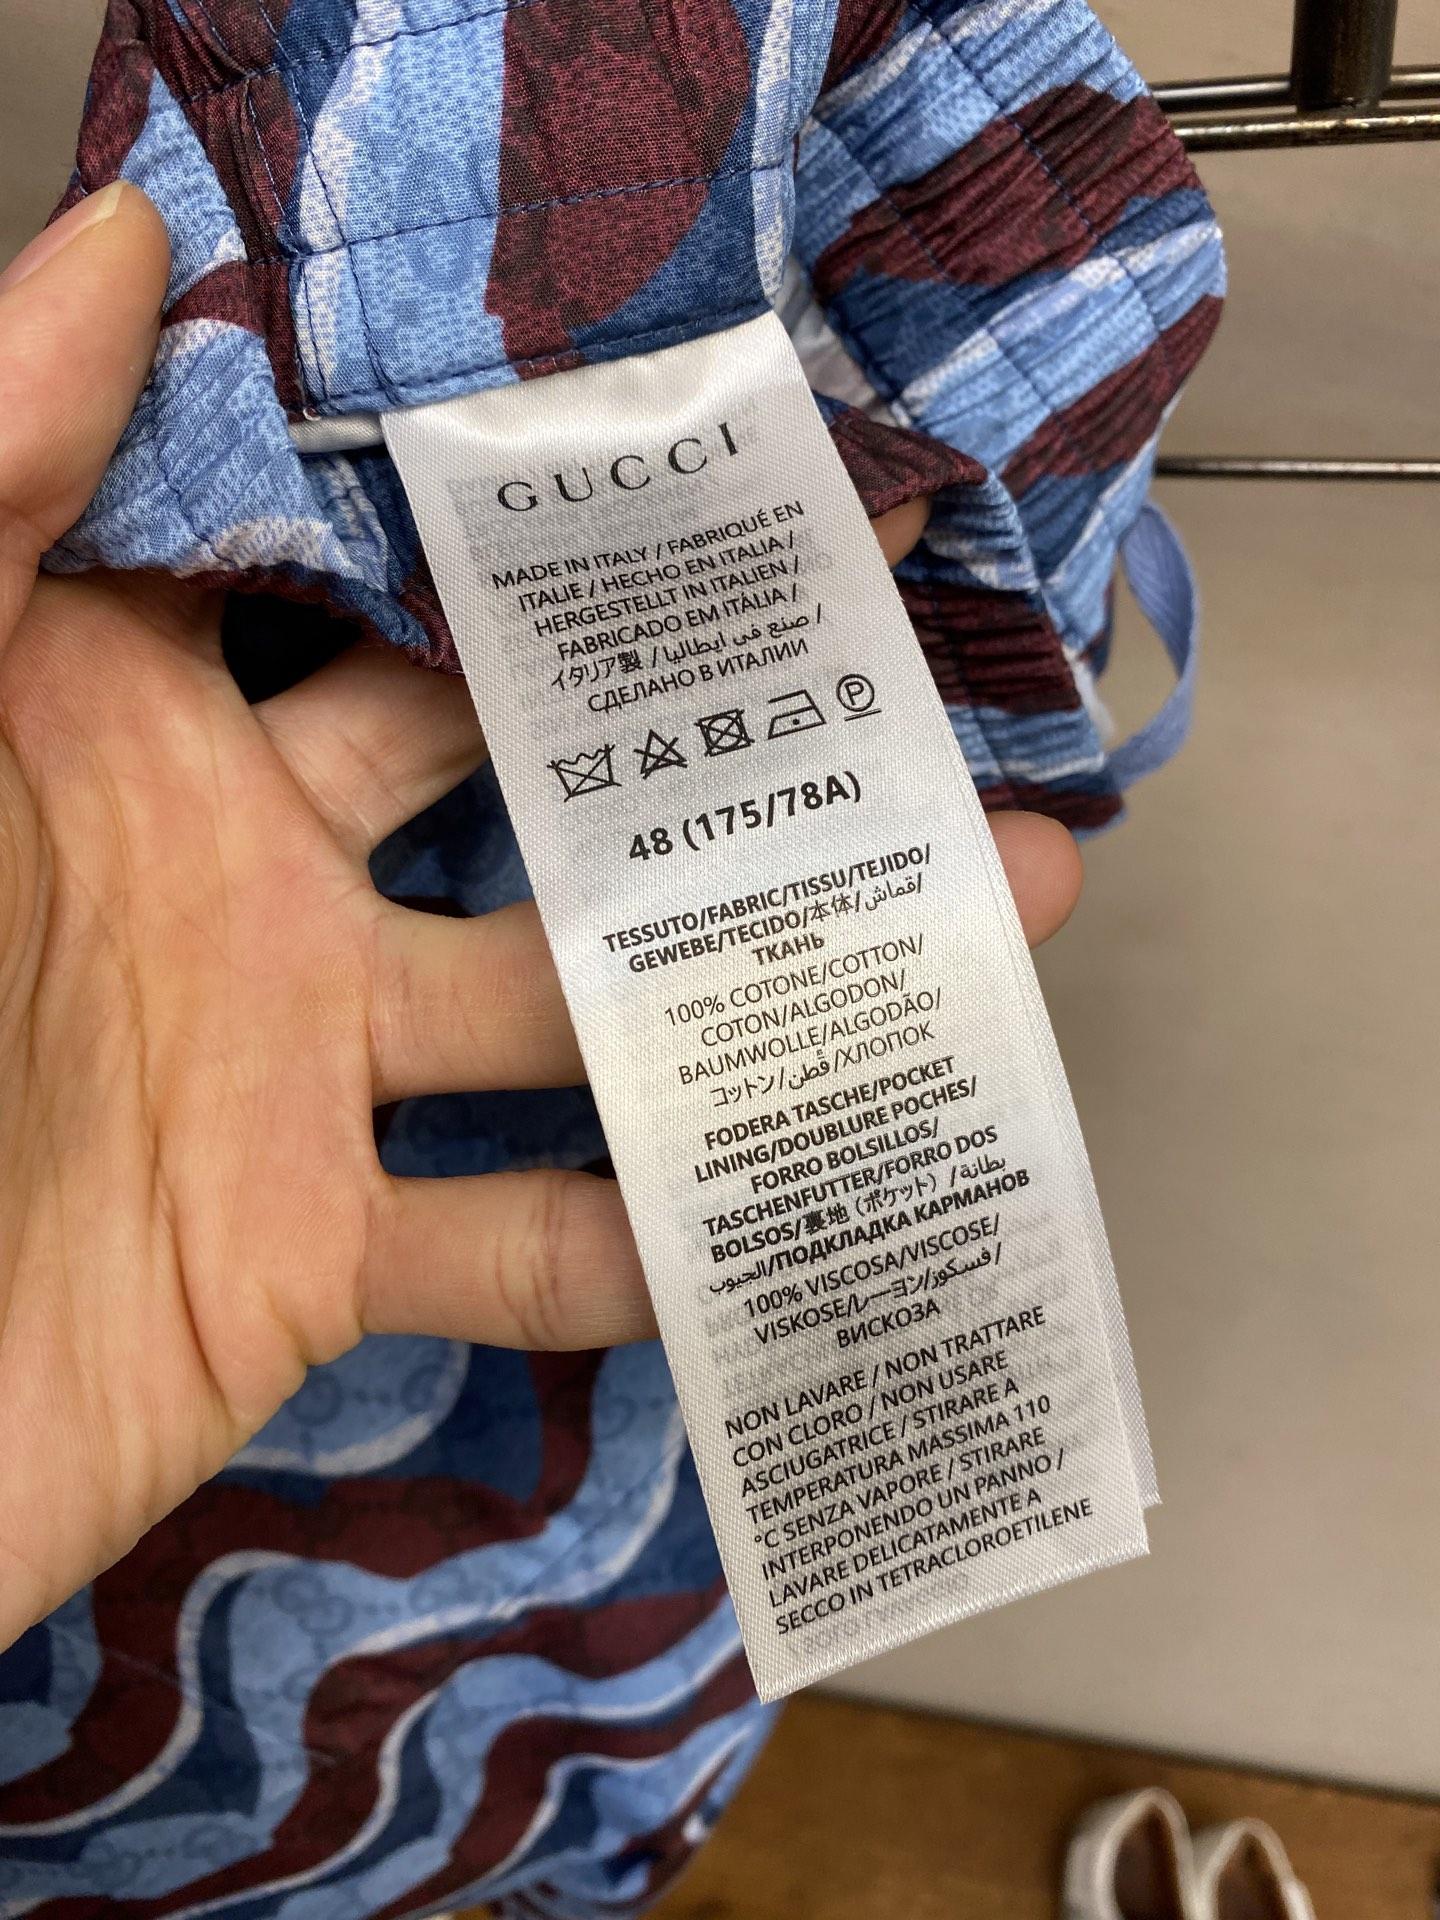 GUCCI
MADE IN ITALY / FABRIQUÉ EN
ITALIE / HECHO EN ITALIA /
HERGESTELLT IN ITALIEN /
FABRICADO EM ITÁLIA /
イタリア製 / صنع في ايطاليا /
СДЕЛАНО В ИТАЛИИ
P
48 (175/78A)
TESSUTO/FABRIC/TISSU/TEJIDO/
GEWEBE/TECIDO/本体/قماش/
ТКАНЬ
100% COTONE/COTTON/
COTON/ALGODON/
BAUMWOLLE/ALGODÃO/
コットン/قطن/ХЛОПОК
FODERA TASCHE/POCKET
LINING/DOUBLURE POCHES/
FORRO BOLSILLOS/
TASCHENFUTTER/FORRO DOS
BOLSOS/裏地（ポケット）/بطانة
الجيوب/ПОДКЛАДКА КАРМАНОВ
100% VISCOSA/VISCOSE/
VISKOSE/レーヨン/فسكوز/
ВИСКОЗА
NON LAVARE / NON TRATTARE
CON CLORO / NON USARE
ASCIUGATRICE / STIRARE A
TEMPERATURA MASSIMA 110
°C SENZA VAPORE / STIRARE
INTERPONENDO UN PANNO /
LAVARE DELICATAMENTE A
SECCO IN TETRACLOROETILENE